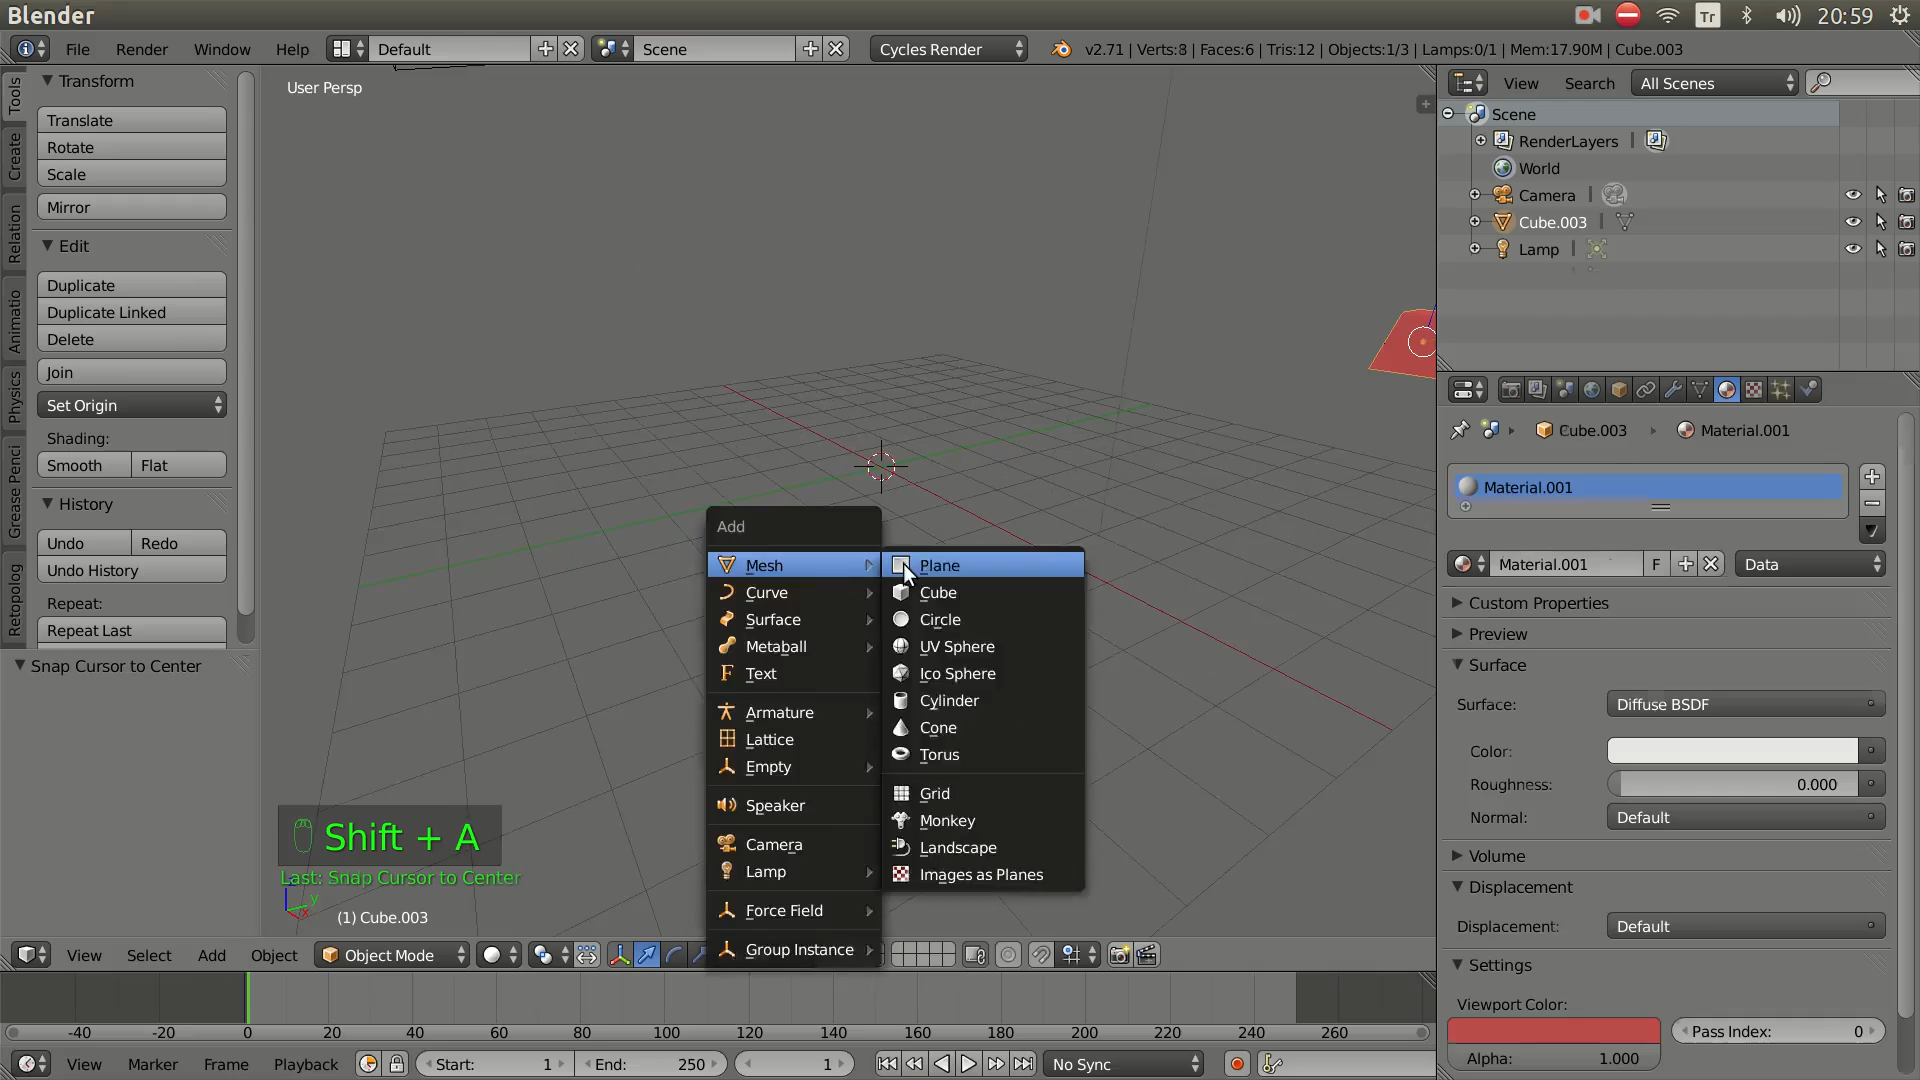 Blender
Tr
20:59
File
Render
Window
Help
Default
Scene
Cycles Render
v2.71 | Verts:8 | Faces:6 | Tris:12 | Objects:1/3 | Lamps:0/1 | Mem:17.90M | Cube.003
Tools
Create
Relation
Animatio
Physics
Grease Penci
Retopolog
Transform
Translate
Rotate
Scale
Mirror
Edit
Duplicate
Duplicate Linked
Delete
Join
Set Origin
Shading:
Smooth
Flat
History
Undo
Redo
Undo History
Repeat:
Repeat Last
Snap Cursor to Center
User Persp
Add
Mesh
Curve
Surface
Metaball
Text
Armature
Lattice
Empty
Speaker
Camera
Lamp
Force Field
Group Instance
Plane
Cube
Circle
UV Sphere
Ico Sphere
Cylinder
Cone
Torus
Grid
Monkey
Landscape
Images as Planes
Shift + A
Last: Snap Cursor to Center
y
x
(1) Cube.003
View
Select
Add
Object
Object Mode
-40
-20
0
20
40
60
80
100
120
140
160
180
200
220
240
260
View
Marker
Frame
Playback
Start: 1
End: 250
1
No Sync
View
Search
All Scenes
Scene
RenderLayers
World
Camera
Cube.003
Lamp
Cube.003
Material.001
Material.001
Material.001
F
Data
Custom Properties
Preview
Surface
Surface:
Diffuse BSDF
Color:
Roughness:
0.000
Normal:
Default
Volume
Displacement
Displacement:
Default
Settings
Viewport Color:
Pass Index: 0
Alpha: 1.000